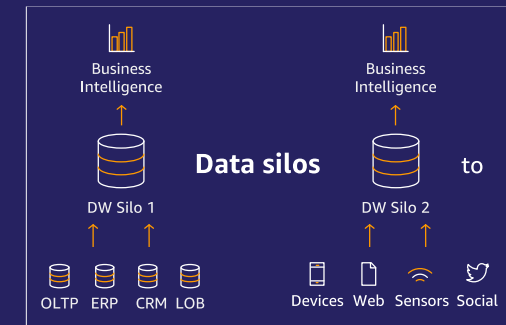 Business
Intelligence
Business
Intelligence
Data silos
to
DW Silo 1
DW Silo 2
OLTP ERP CRM LOB
Devices Web Sensors Social